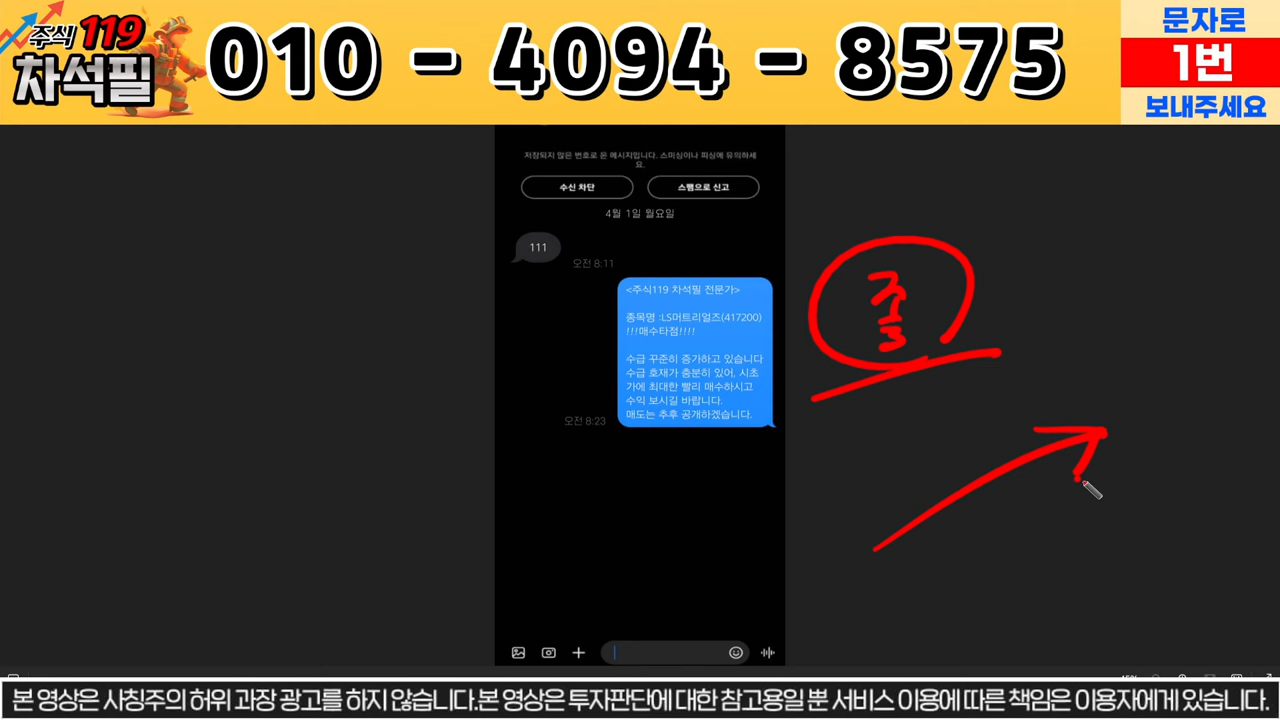 주식 119
차석필
010 - 4094 - 8575
문자로
1번
보내주세요
저장되지 않은 번호로 온 메시지입니다. 스미싱이나 피싱에 유의하세
요.
수신 차단
스팸으로 신고
4월 1일 월요일
111
오전 8:11
<주식119 차석필 전문가>
종목명 :LS머트리얼즈(417200)
!!!매수타점!!!!
수급 꾸준히 증가하고 있습니다
수급 호재가 충분히 있어, 시초
가에 최대한 빨리 매수하시고
수익 보시길 바랍니다.
매도는 추후 공개하겠습니다.
오전 8:23
본 영상은 사칭주의 허위 과장 광고를 하지 않습니다.본 영상은 투자판단에 대한 참고용일 뿐 서비스 이용에 따른 책임은 이용자에게 있습니다.